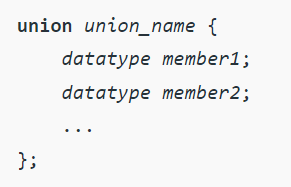 union union_name {
    datatype member1;
    datatype member2;
    ...
};